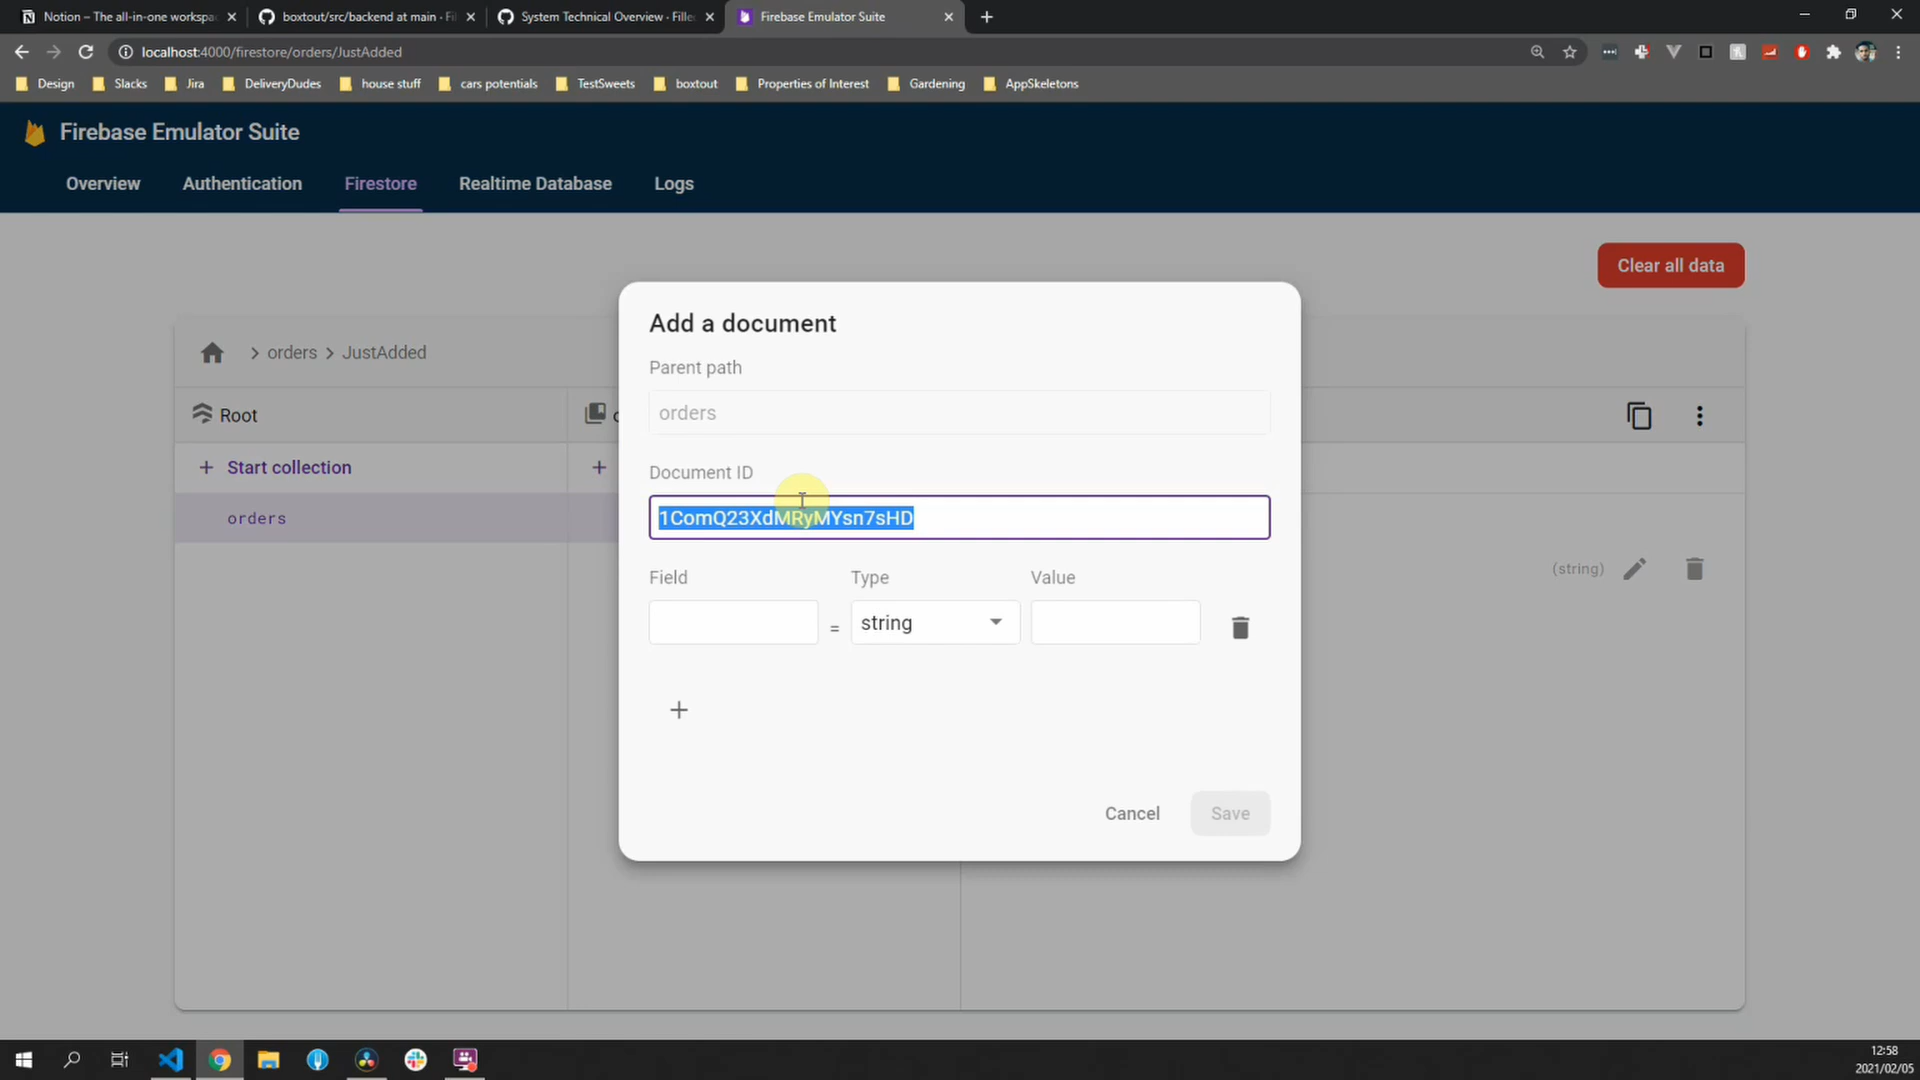 Notion – The all-in-one workspa
boxtout/src/backend at main · Fi
System Technical Overview · Fille
Firebase Emulator Suite
localhost:4000/firestore/orders/JustAdded
Design
Slacks
Jira
DeliveryDudes
house stuff
cars potentials
TestSweets
boxtout
Properties of Interest
Gardening
AppSkeletons
Firebase Emulator Suite
Overview
Authentication
Firestore
Realtime Database
Logs
Clear all data
orders
JustAdded
Root
Start collection
orders
(string)
Add a document
Parent path
orders
Document ID
1ComQ23XdMRyMYsn7sHD
Field
Type
Value
=
string
Cancel
Save
12:58
2021/02/05